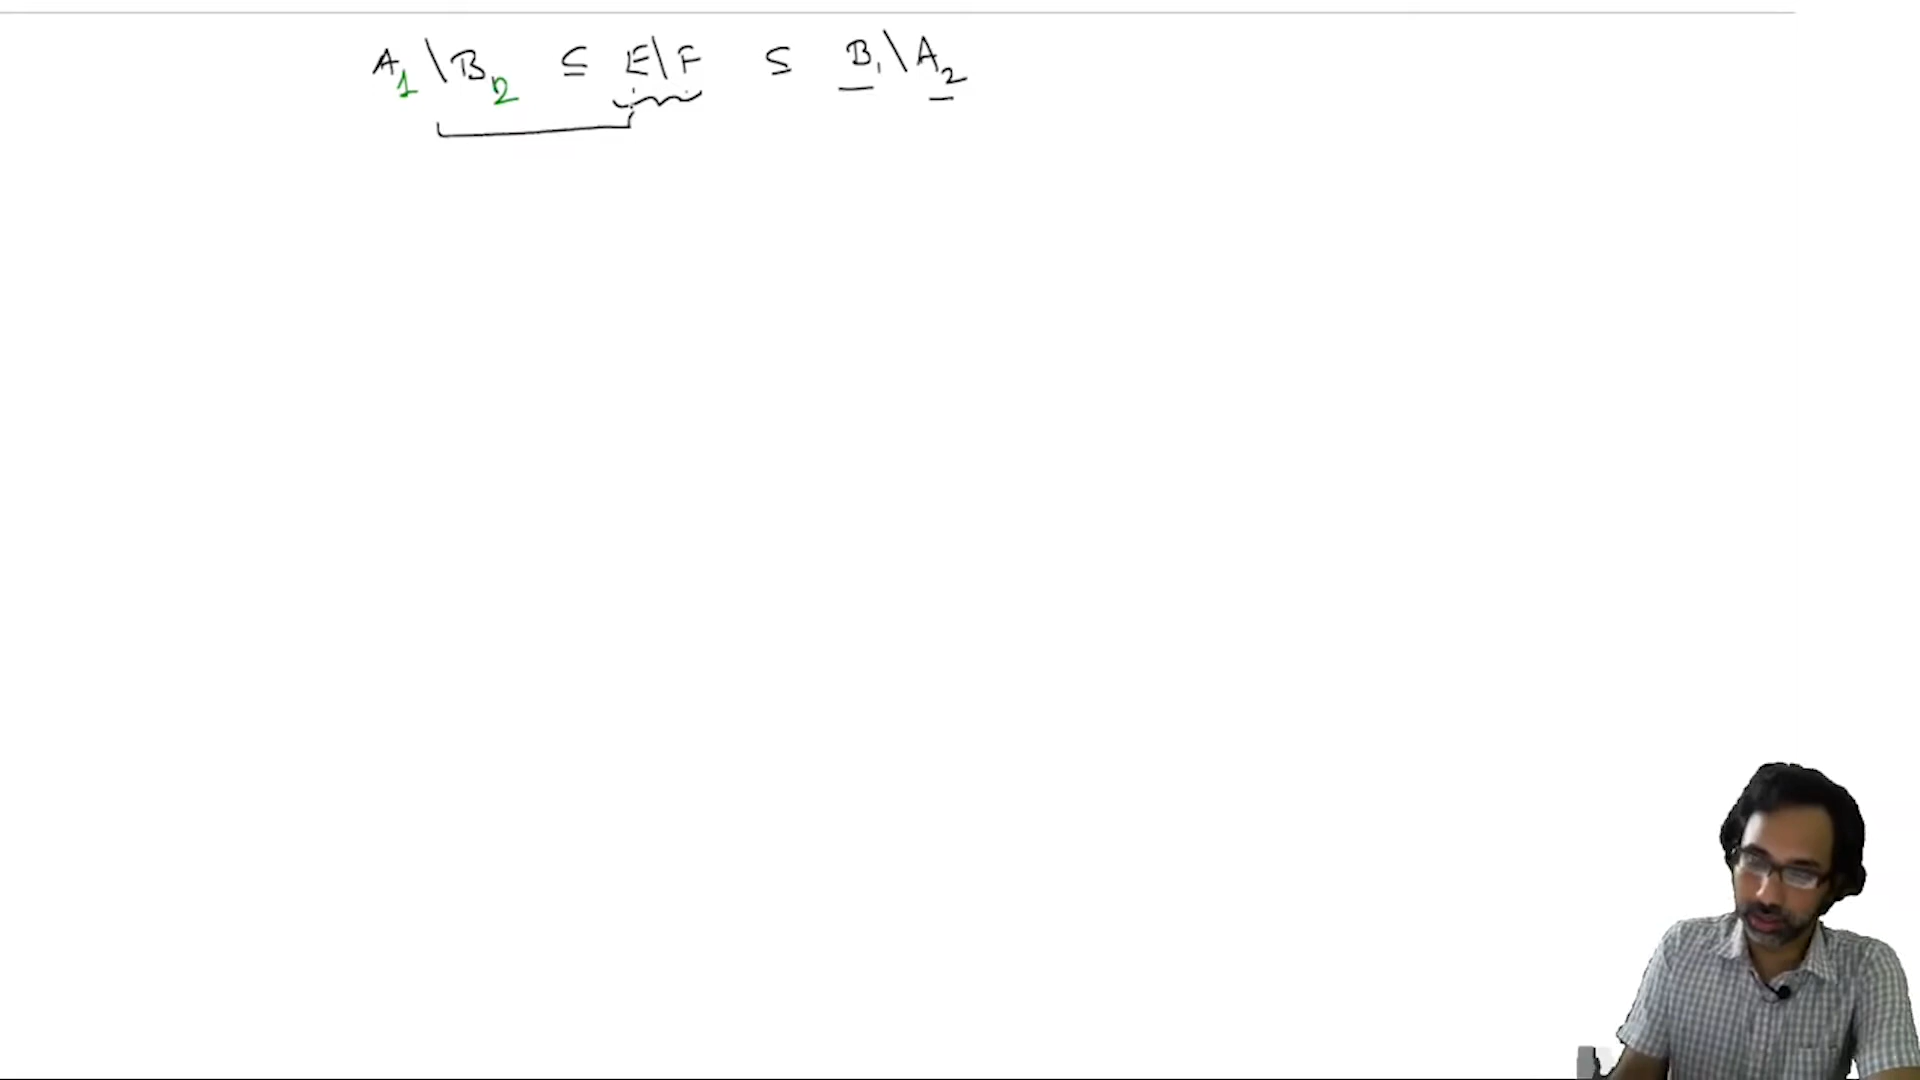 A₁ \ B₂ ⊆ E\F ⊆ B₁ \ A₂